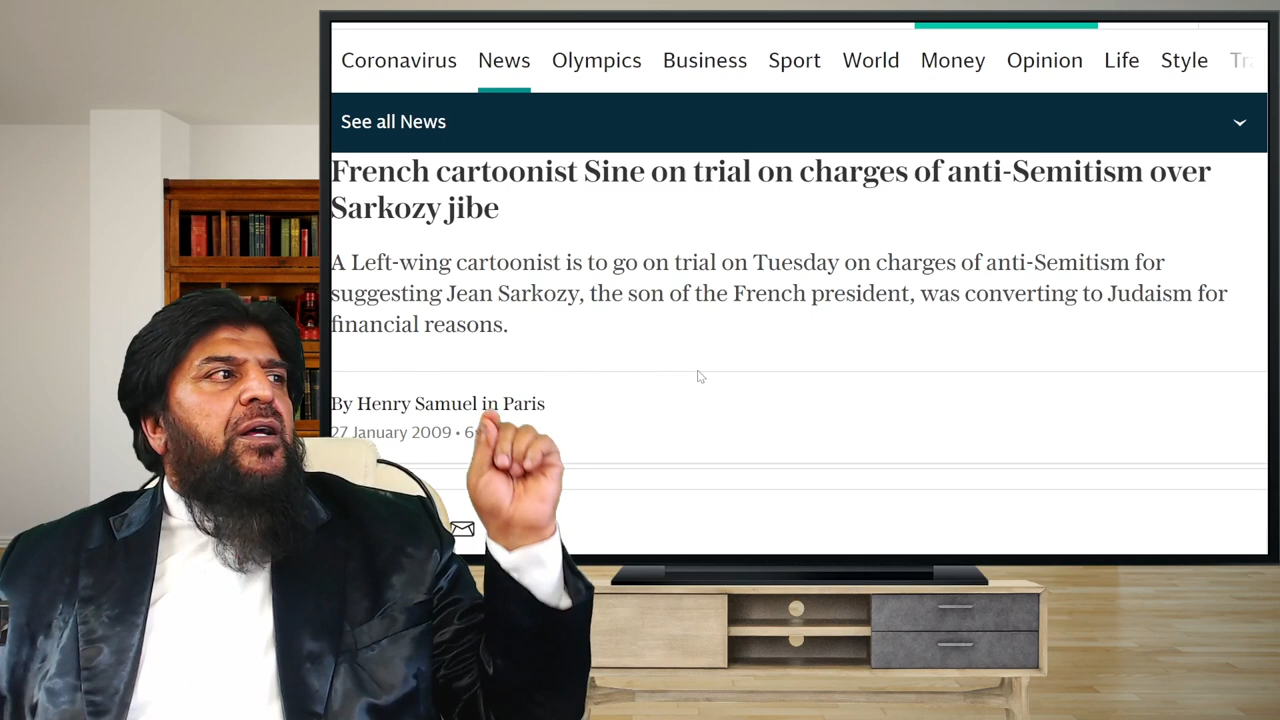 Coronavirus News Olympics Business Sport World Money Opinion Life Style
See all News
French cartoonist Sine on trial on charges of anti-Semitism over
Sarkozy jibe
A Left-wing cartoonist is to go on trial on Tuesday on charges of anti-Semitism for
suggesting Jean Sarkozy, the son of the French president, was converting to Judaism for
financial reasons.
By Henry Samuel in Paris
27 January 2009 •